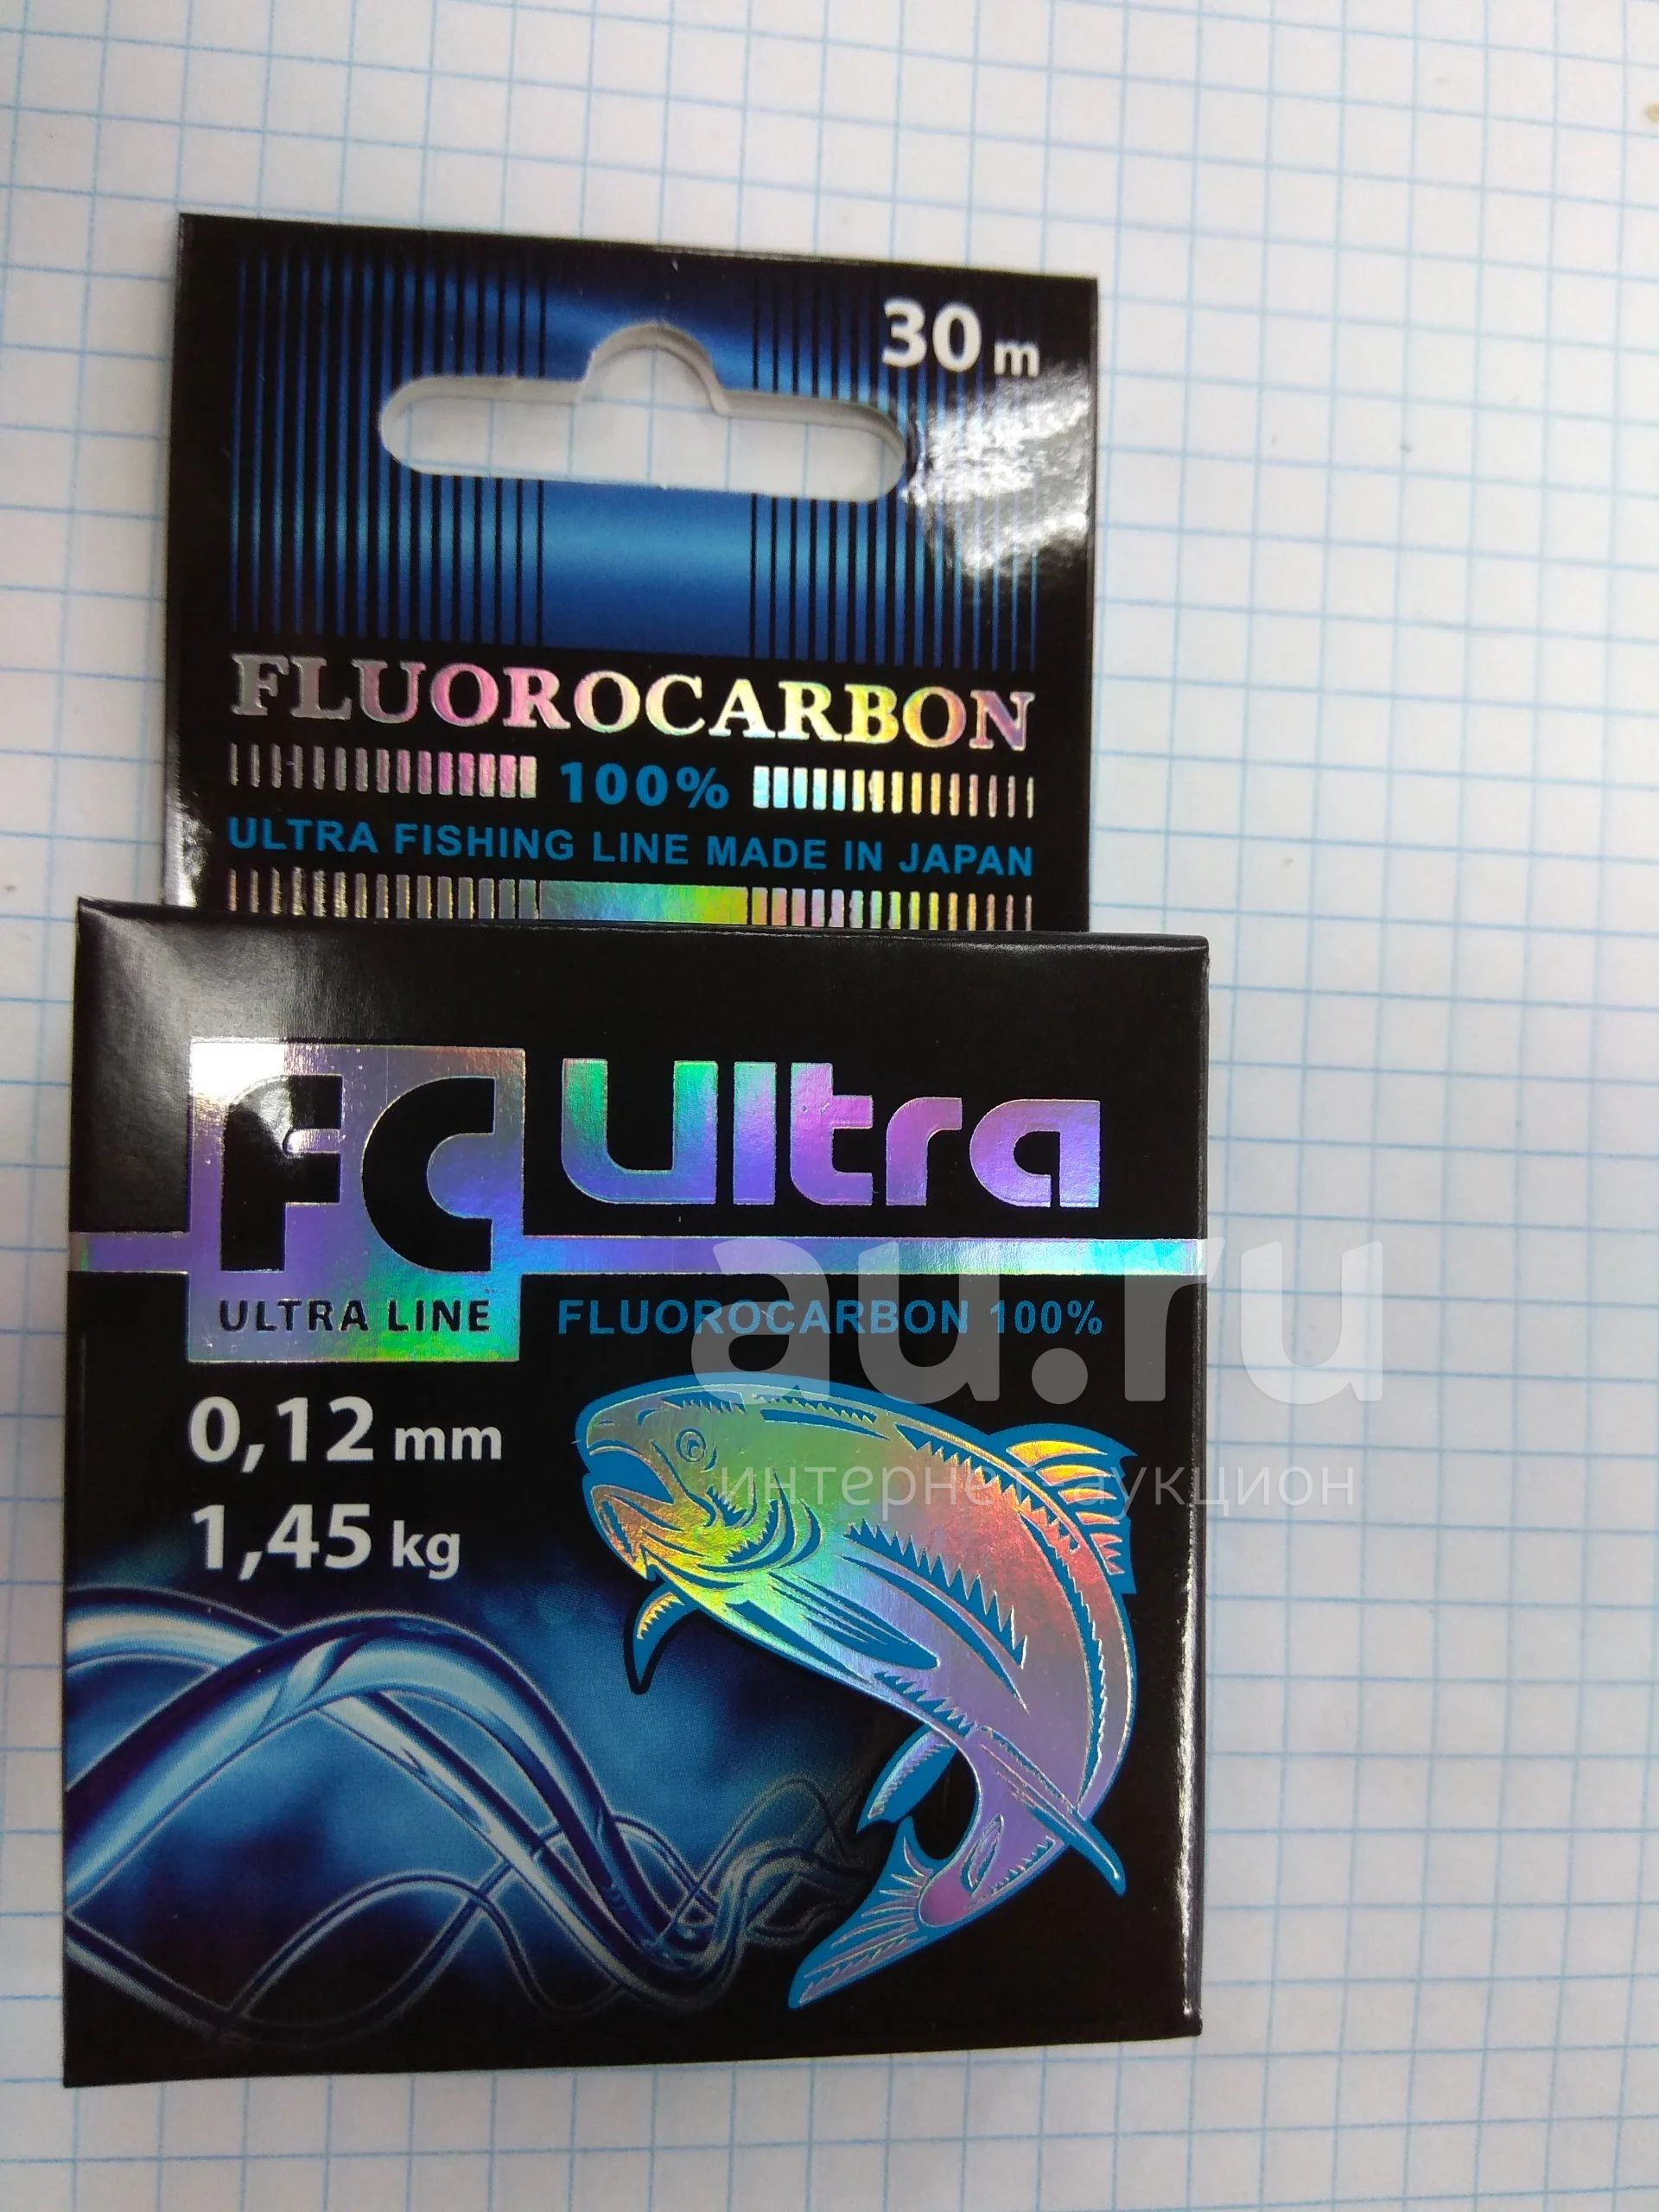 30 m
FLUOROCARBON
100%
ULTRA FISHING LINE MADE IN JAPAN
FC Ultra
ULTRA LINE FLUOROCARBON 100%
0,12 mm
1,45 kg
au.ru
интернет-аукцион